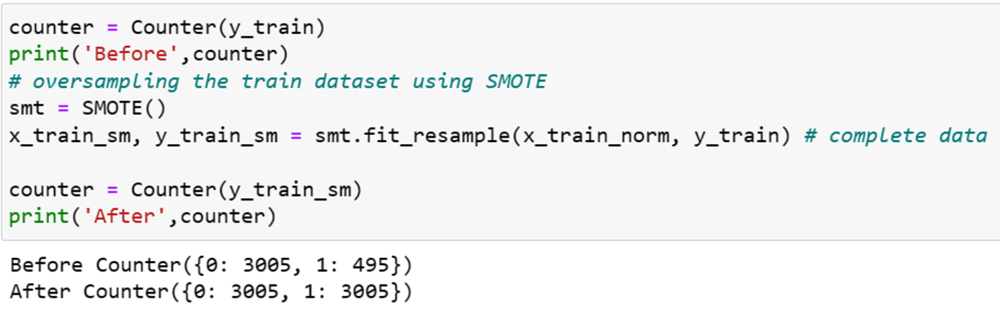 counter = Counter(y_train)
print('Before',counter)
# oversampling the train dataset using SMOTE
smt = SMOTE()
x_train_sm, y_train_sm = smt.fit_resample(x_train_norm, y_train) # complete data
counter = Counter(y_train_sm)
print('After',counter)
Before Counter({0: 3005, 1: 495})
After Counter({0: 3005, 1: 3005})